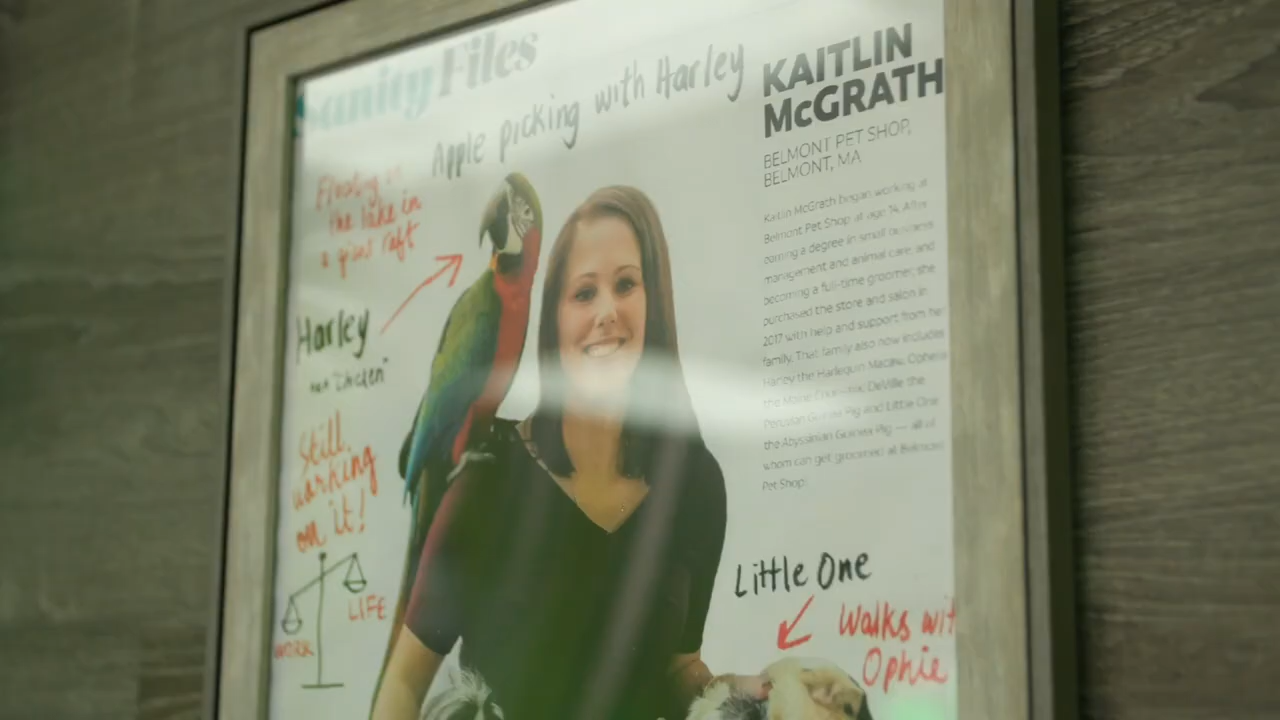 Sanity Files
Apple picking with Harley
KAITLIN
McGRATH
BELMONT PET SHOP,
BELMONT, MA
Kaitlin McGrath began working at
Belmont Pet Shop at age 14. After
earning a degree in small business
management and animal care and
becoming a full-time groomer, she
purchased the store and salon in
2017 with help and support from her
family. That family also now includes
Harley the Harlequin Macaw, Ophelia
the Maine Coon, DeVille the
Peruvian Guinea Pig and Little One
the Abyssinian Guinea Pig — all of
whom can get groomed at Belmont
Pet Shop.
Floating
the lake in
a raft
Harley
"Chicken"
Still
working
on it!
LIFE
WORK
Little One
Walks wit
Ophie